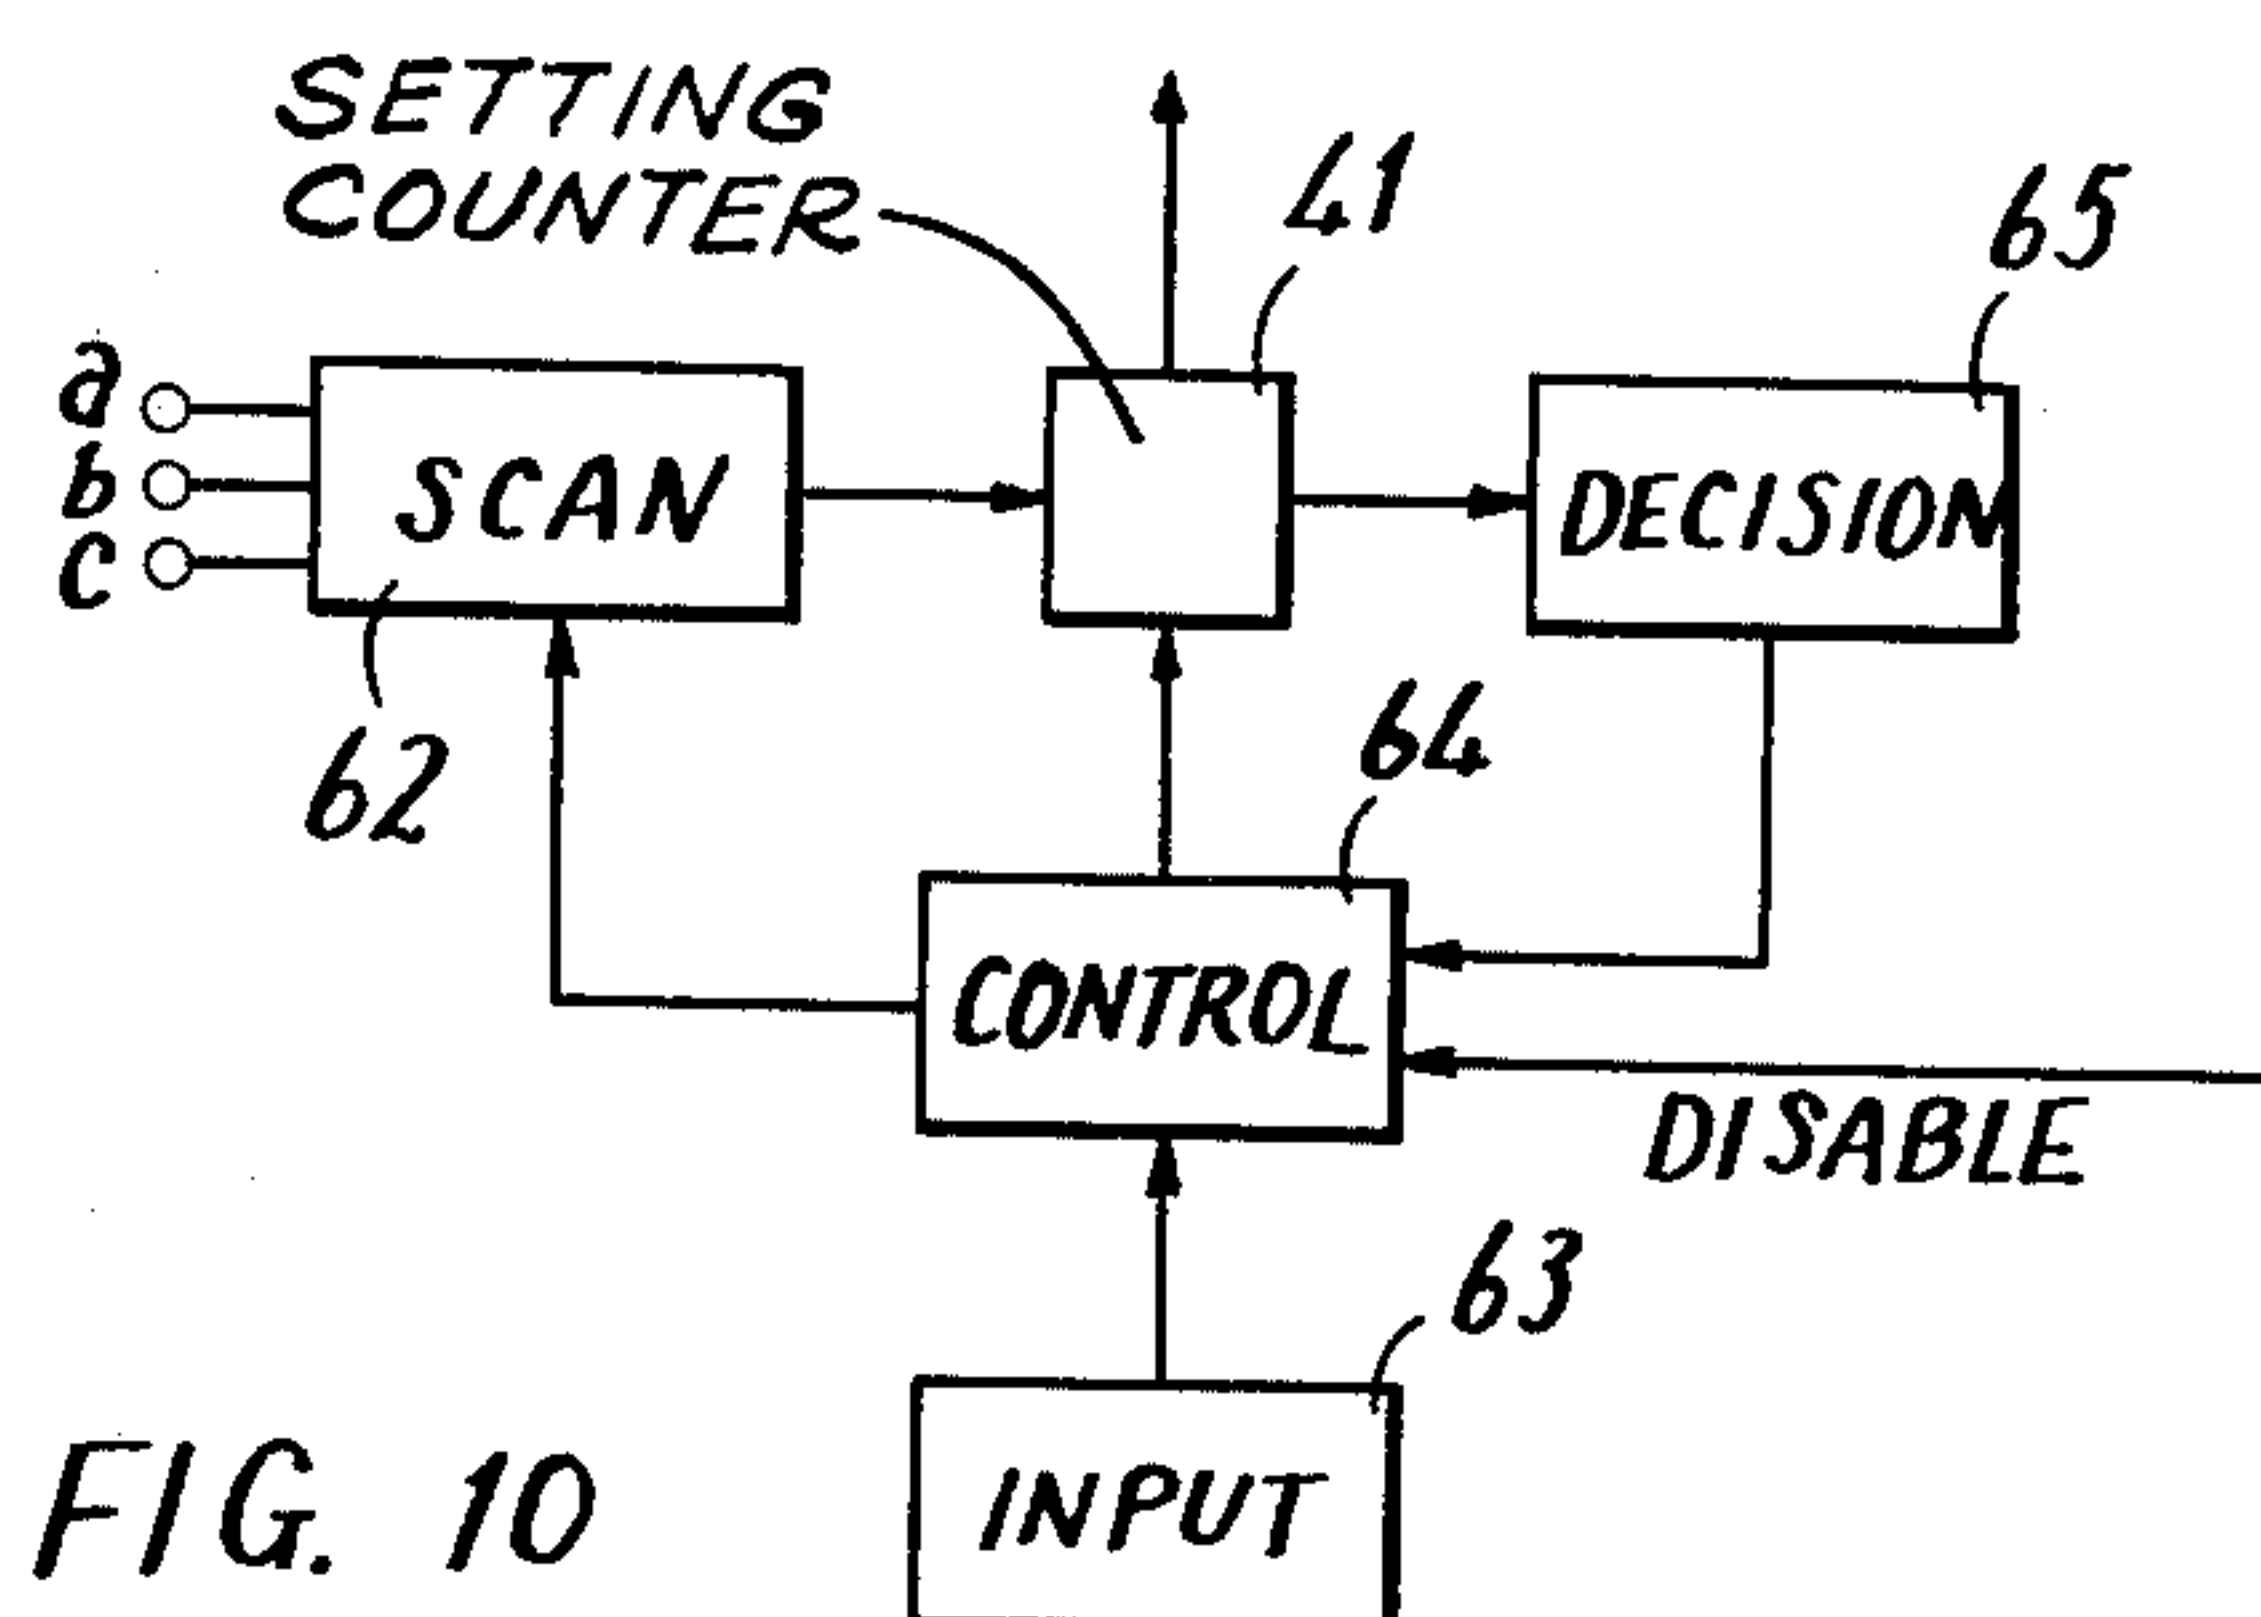 SETTING
COUNTER
41
65
a
b
c
SCAN
DECISION
62
64
CONTROL
DISABLE
63
INPUT
FIG. 10